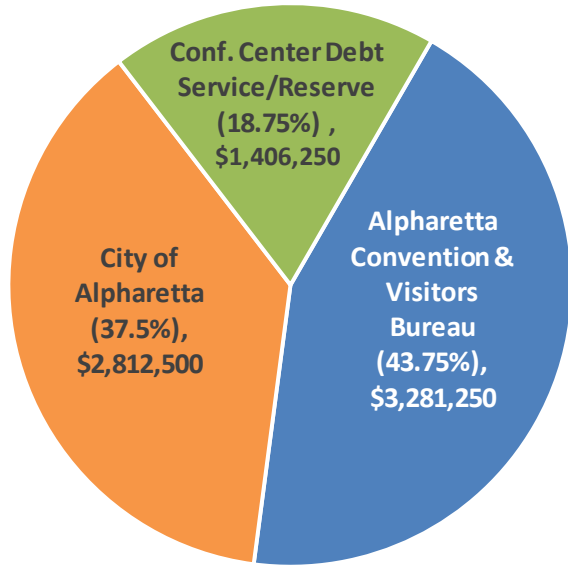 Conf. Center Debt
Service/Reserve
(18.75%) ,
$1,406,250
Alpharetta
Convention &
Visitors
Bureau
(43.75%),
$3,281,250
City of
Alpharetta
(37.5%),
$2,812,500